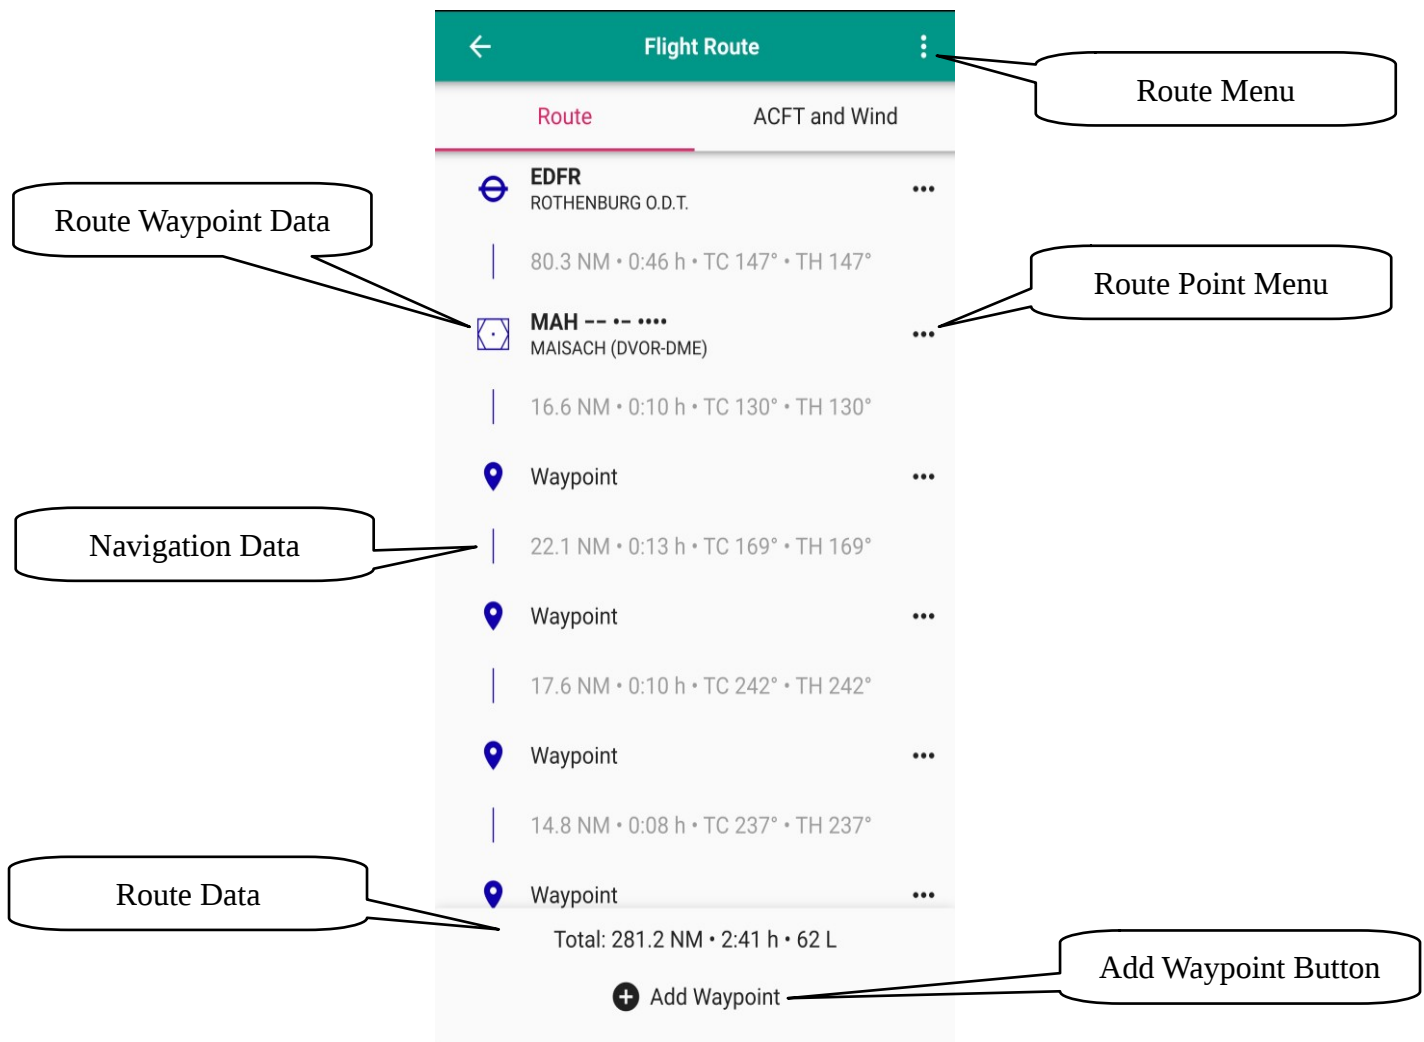 Flight Route
Route Menu
Route
ACFT and Wind
EDFR
ROTHENBURG O.D.T.
Route Waypoint Data
80.3 NM • 0:46 h • TC 147° • TH 147°
Route Point Menu
MAH −− •− ••••
MAISACH (DVOR-DME)
16.6 NM • 0:10 h • TC 130° • TH 130°
Waypoint
Navigation Data
22.1 NM • 0:13 h • TC 169° • TH 169°
Waypoint
17.6 NM • 0:10 h • TC 242° • TH 242°
Waypoint
14.8 NM • 0:08 h • TC 237° • TH 237°
Route Data
Waypoint
Total: 281.2 NM • 2:41 h • 62 L
Add Waypoint Button
Add Waypoint